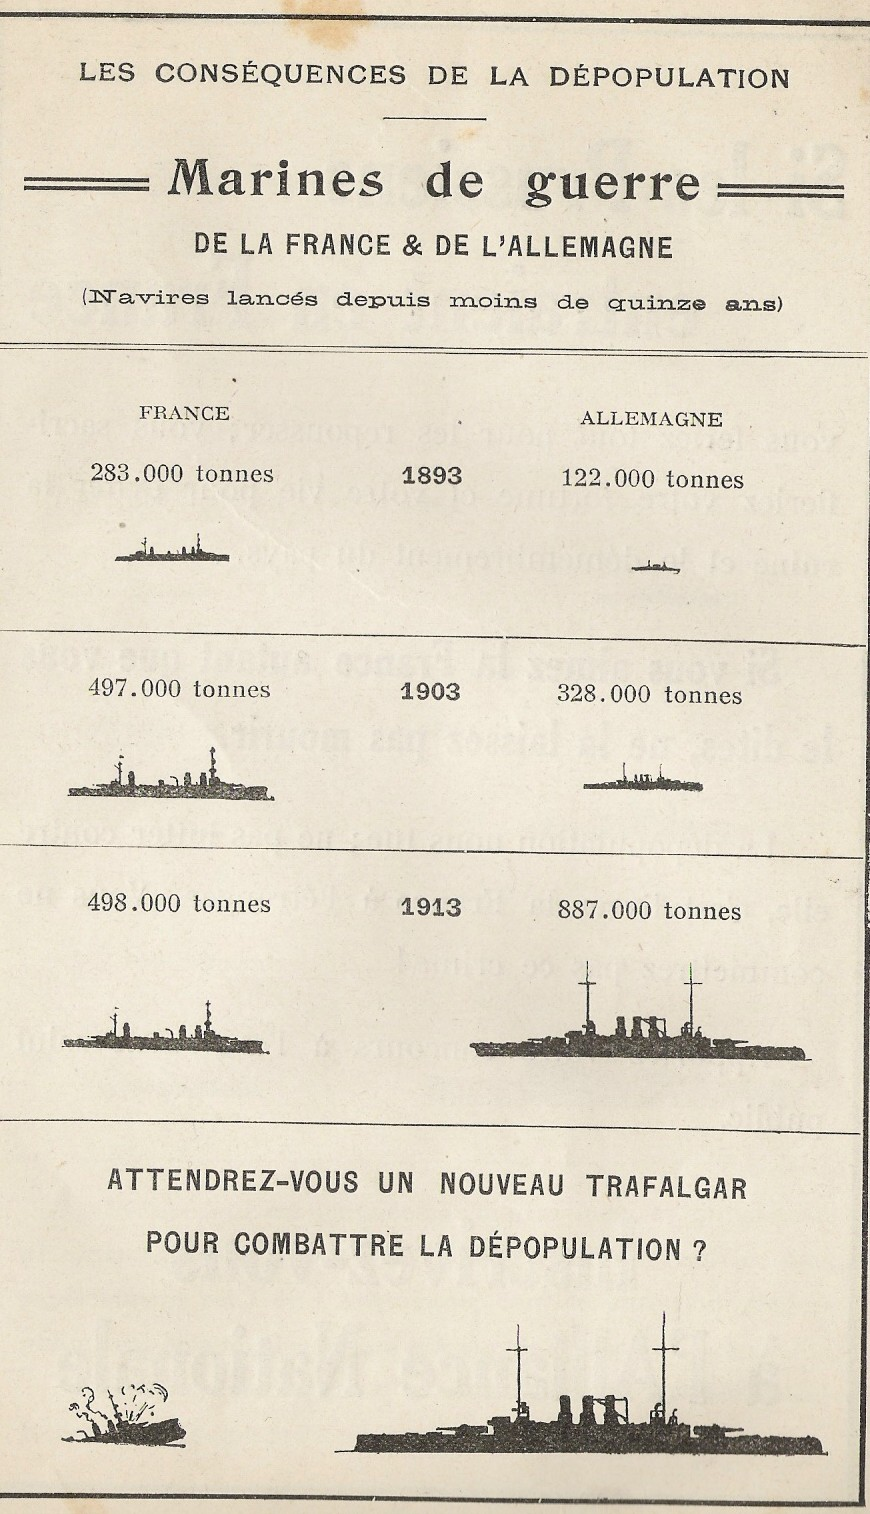 LES CONSÉQUENCES DE LA DÉPOPULATION
Marines de guerre
DE LA FRANCE & DE L'ALLEMAGNE
(Navires lancés depuis moins de quinze ans)
FRANCE ALLEMAGNE
283.000 tonnes 1893 122.000 tonnes
497.000 tonnes 1903 328.000 tonnes
498.000 tonnes 1913 887.000 tonnes
ATTENDREZ-VOUS UN NOUVEAU TRAFALGAR
POUR COMBATTRE LA DÉPOPULATION ?